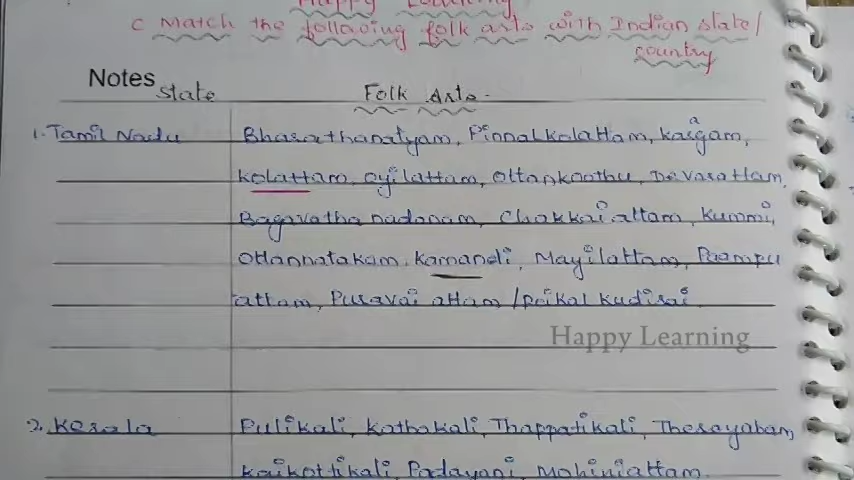 Happy Learning
C Match the following folk arts with Indian state/
country
Notes
State Folk Arts.
1. Tamil Nadu Bharathanatyam, Pinnalkolattam, karagam,
kolattam, oyilattam, ottankoothu, Devarattam,
Bagavatha nadanam, Chakkaiattam, Kummi,
Ottannatakam, kamandi, Mayilattam, Paampu
attam, Puravai attam /poikal kudirai
Happy Learning
2. Kerala Pulikali, kathakali, Thappatikali, Therayattam,
kaikottikali, Padayani, Mohiniattam.